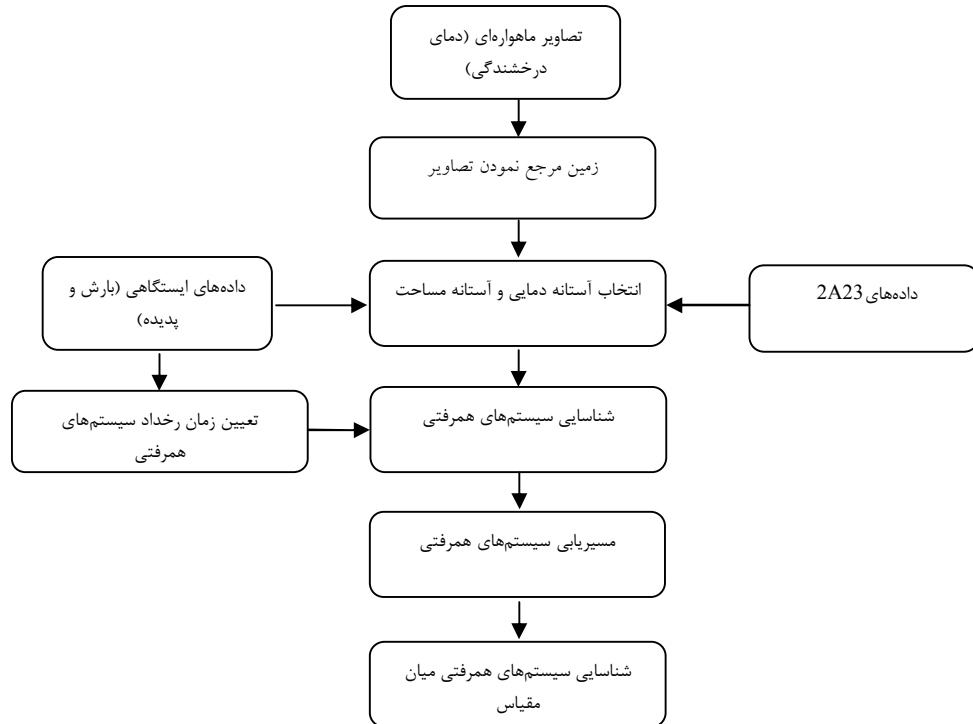 تصاویر ماهواره‌ای (دمای
درخشندگی)
زمین مرجع نمودن تصاویر
داده‌های ایستگاهی (بارش و
پدیده)
انتخاب آستانه دمایی و آستانه مساحت
داده‌های 2A23
تعیین زمان رخداد سیستم‌های
همرفتی
شناسایی سیستم‌های همرفتی
مسیریابی سیستم‌های همرفتی
شناسایی سیستم‌های همرفتی میان
مقیاس